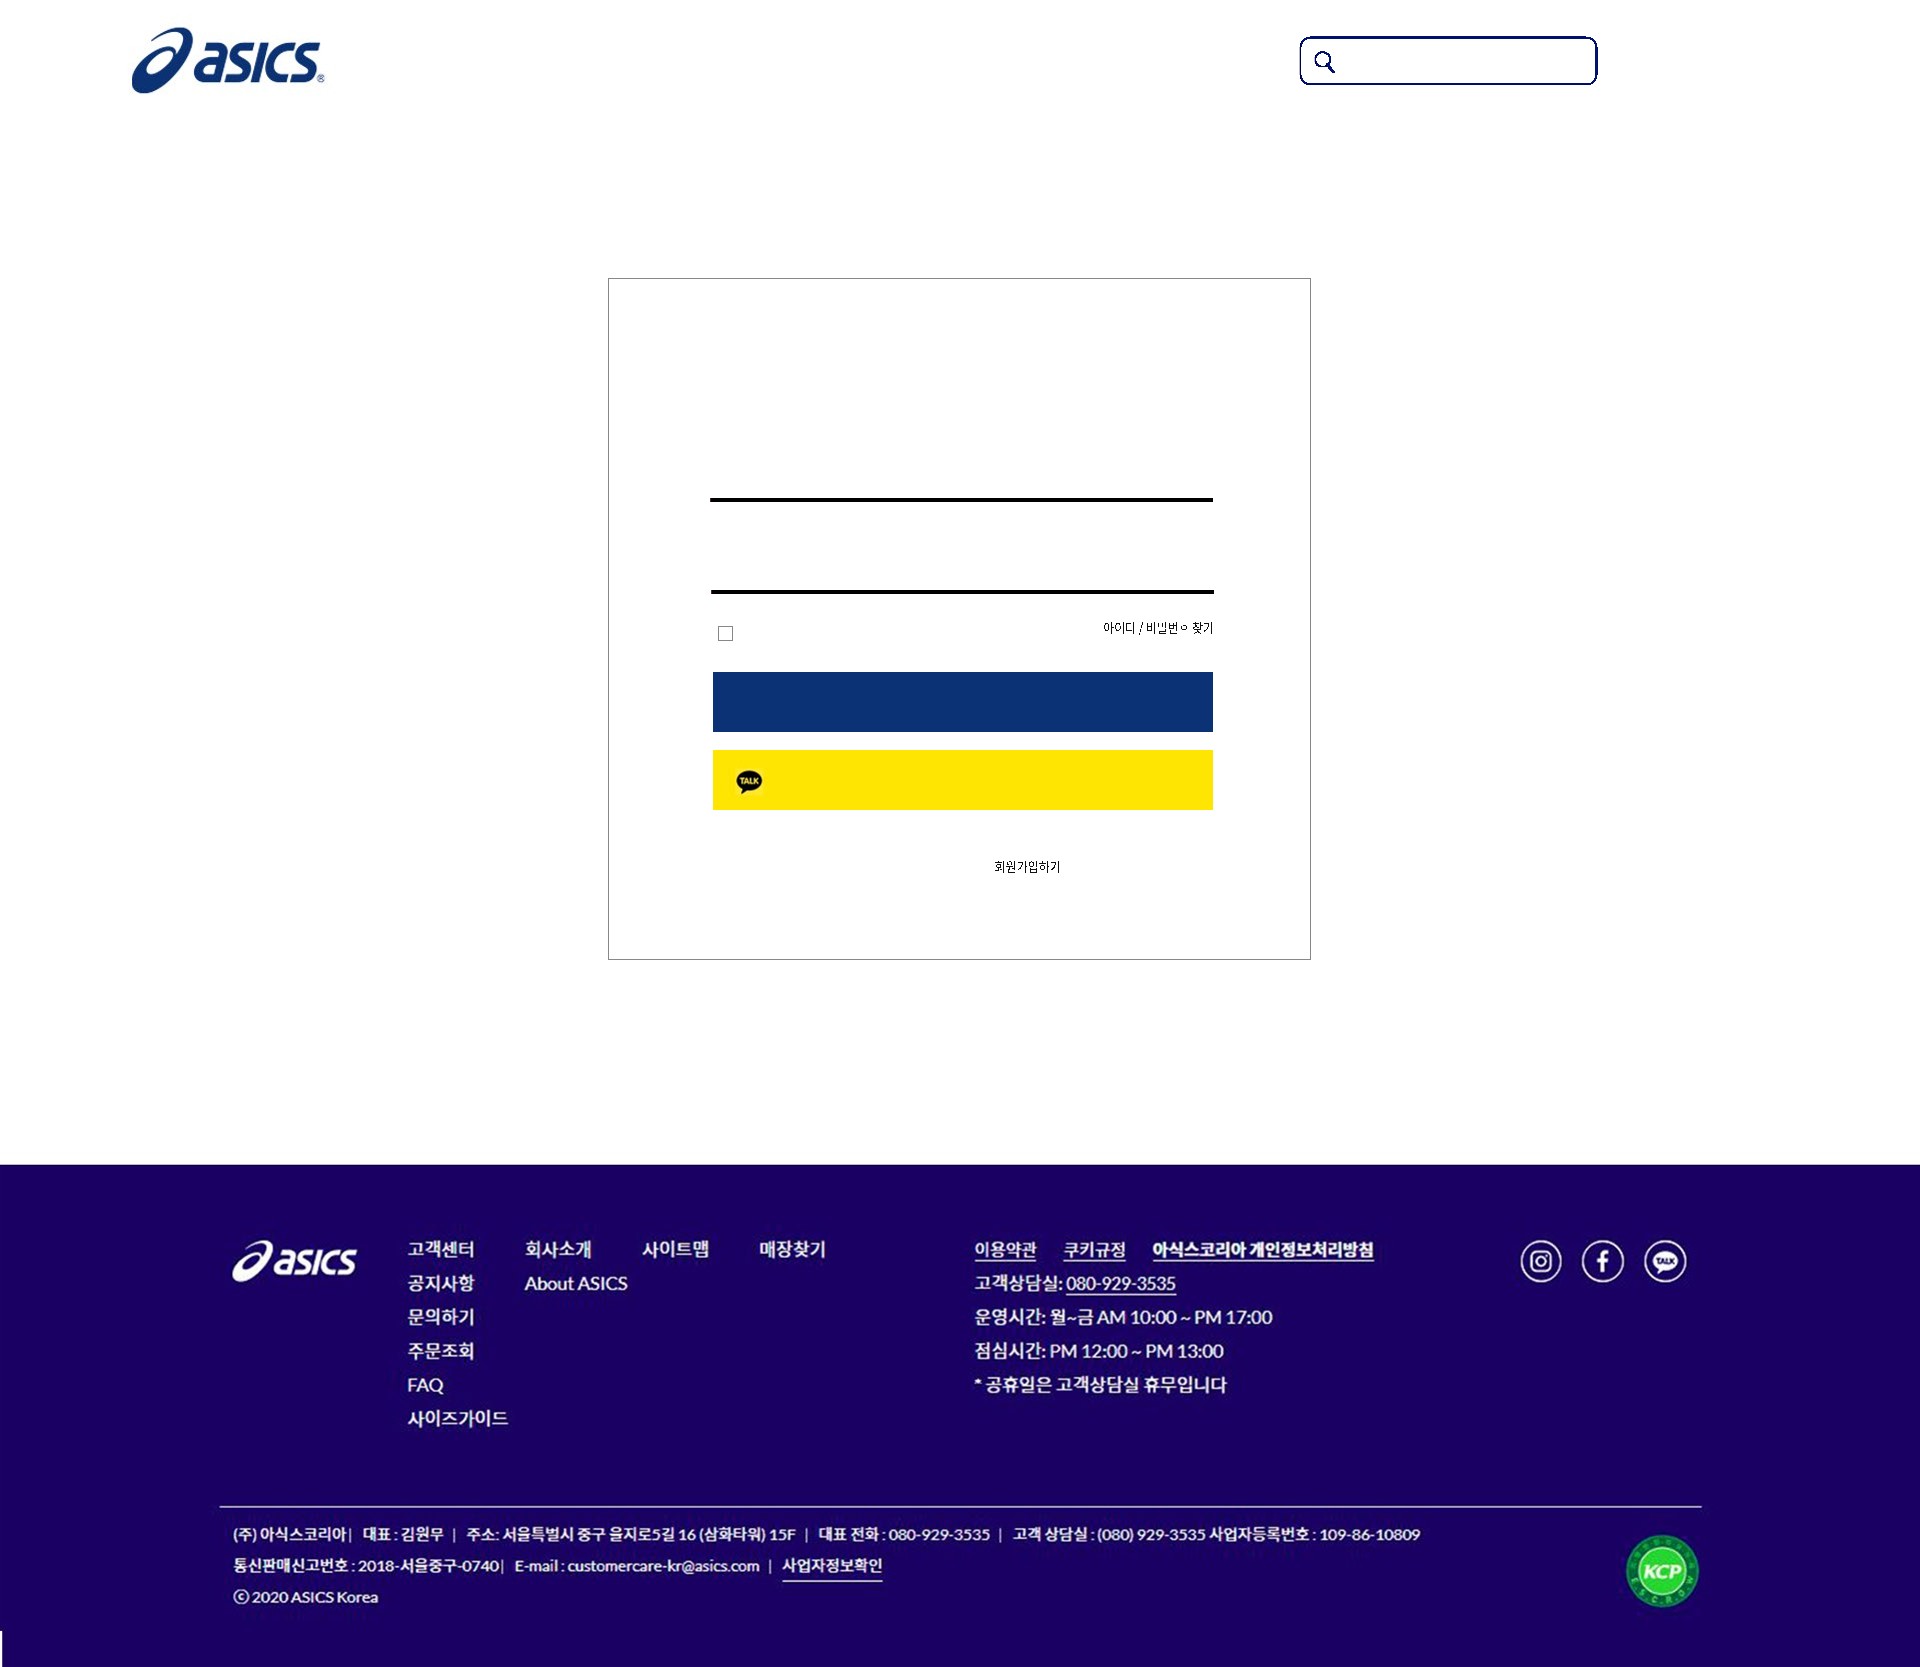 asics®
아이디 / 비밀번호 찾기
TALK
회원가입하기
asics
고객센터 회사소개 사이트맵 매장찾기
공지사항 About ASICS
문의하기
주문조회
FAQ
사이즈가이드
이용약관 쿠키규정 아식스코리아 개인정보처리방침
고객상담실: 080-929-3535
운영시간: 월~금 AM 10:00 ~ PM 17:00
점심시간: PM 12:00 ~ PM 13:00
* 공휴일은 고객상담실 휴무입니다
TALK
(주) 아식스코리아 | 대표 : 김원무 | 주소: 서울특벌시 중구 을지로5길 16 (삼화타워) 15F | 대표 전화 : 080-929-3535 | 고객 상담실 : (080) 929-3535 사업자등록번호 : 109-86-10809
통신판매신고번호 : 2018-서울중구-0740 | E-mail : customercare-kr@asics.com | 사업자정보확인
ⓒ 2020 ASICS Korea
KCP
E.S.C.R.O.W